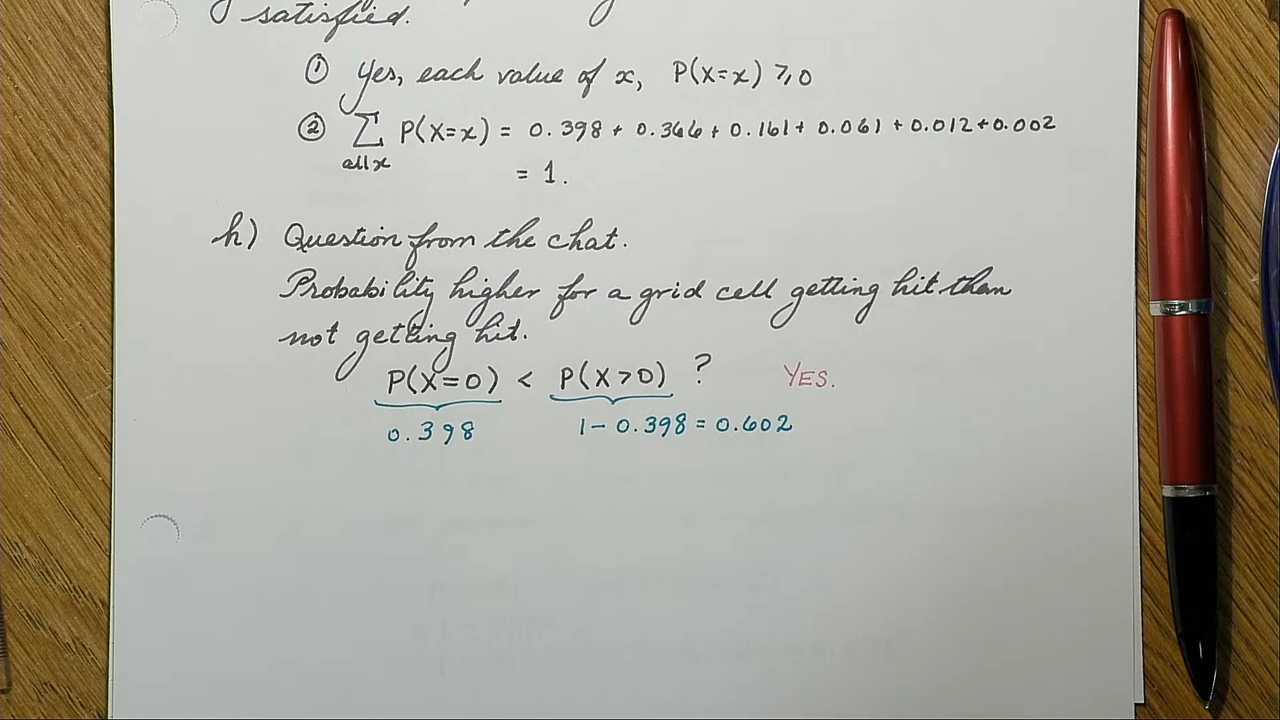 satisfied.
① Yes, each value of x, P(X=x) ⩾ 0
② ∑ P(X=x) = 0.398 + 0.366 + 0.161 + 0.061 + 0.012 + 0.002
all x
= 1.
h) Question from the chat.
Probability higher for a grid cell getting hit than
not getting hit.
P(X=0) < P(X>0) ? YES.
0.398 1 - 0.398 = 0.602